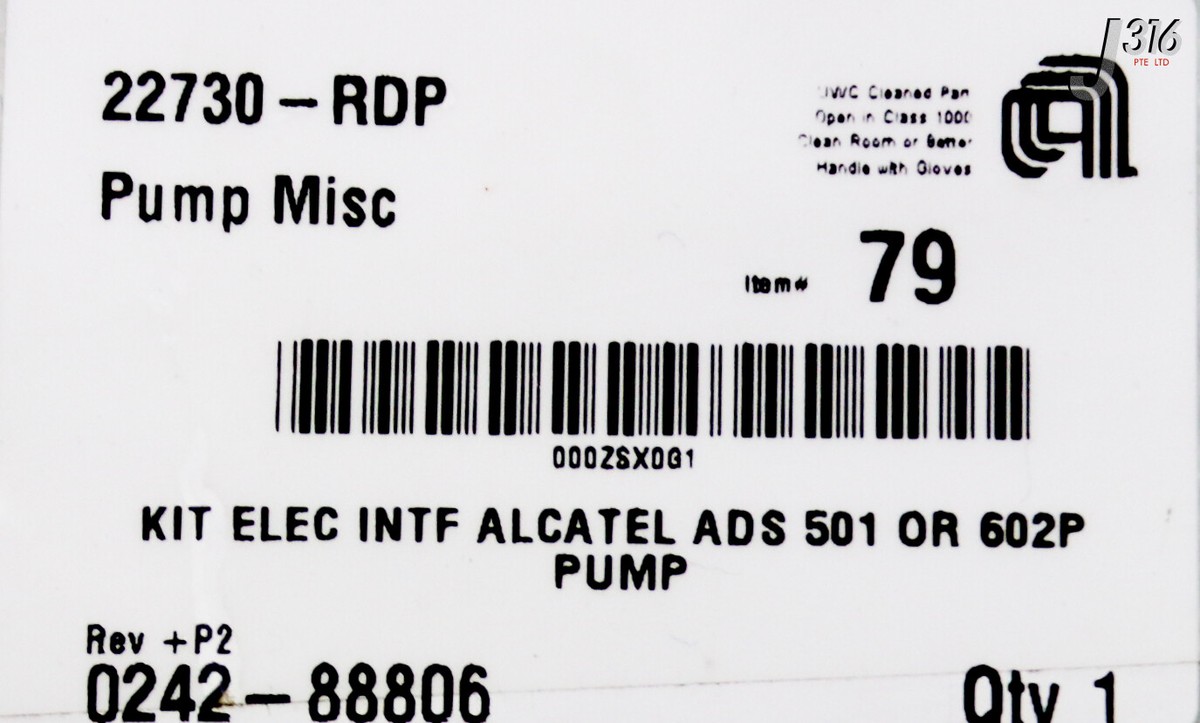 J316
PTE LTD
22730-RDP
UWC Cleaned Part
Open in Class 1000
Clean Room or Better
Handle with Gloves
Pump Misc
Item# 79
000ZSX0G1
KIT ELEC INTF ALCATEL ADS 501 OR 602P
PUMP
Rev +P2
0242-88806 Qty 1